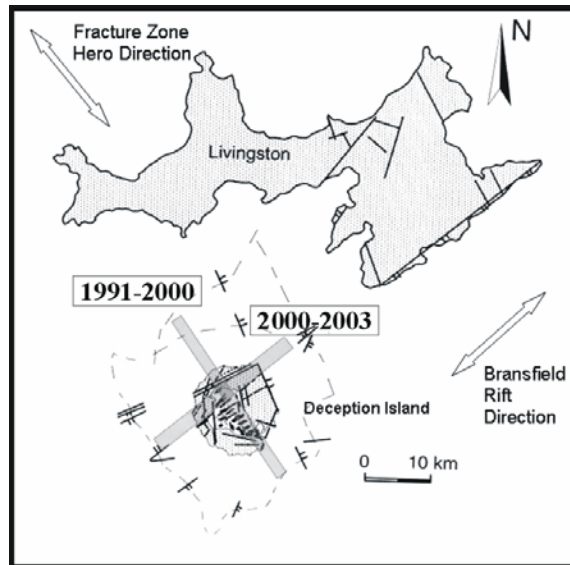 Fracture Zone
Hero Direction
N
Livingston
1991-2000
2000-2003
Deception Island
Bransfield
Rift
Direction
0 10 km